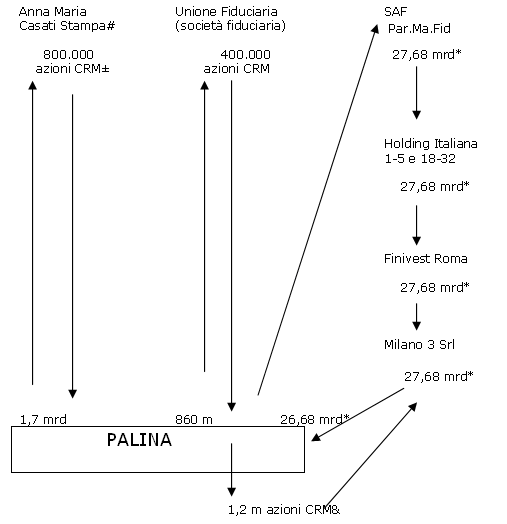 Anna Maria
Casati Stampa#
800.000
azioni CRM±
Unione Fiduciaria
(società fiduciaria)
400.000
azioni CRM
SAF
Par.Ma.Fid
27,68 mrd*
Holding Italiana
1-5 e 18-32
27,68 mrd*
Finivest Roma
27,68 mrd*
Milano 3 Srl
27,68 mrd*
1,7 mrd
860 m
26,68 mrd*
PALINA
1,2 m azioni CRM&